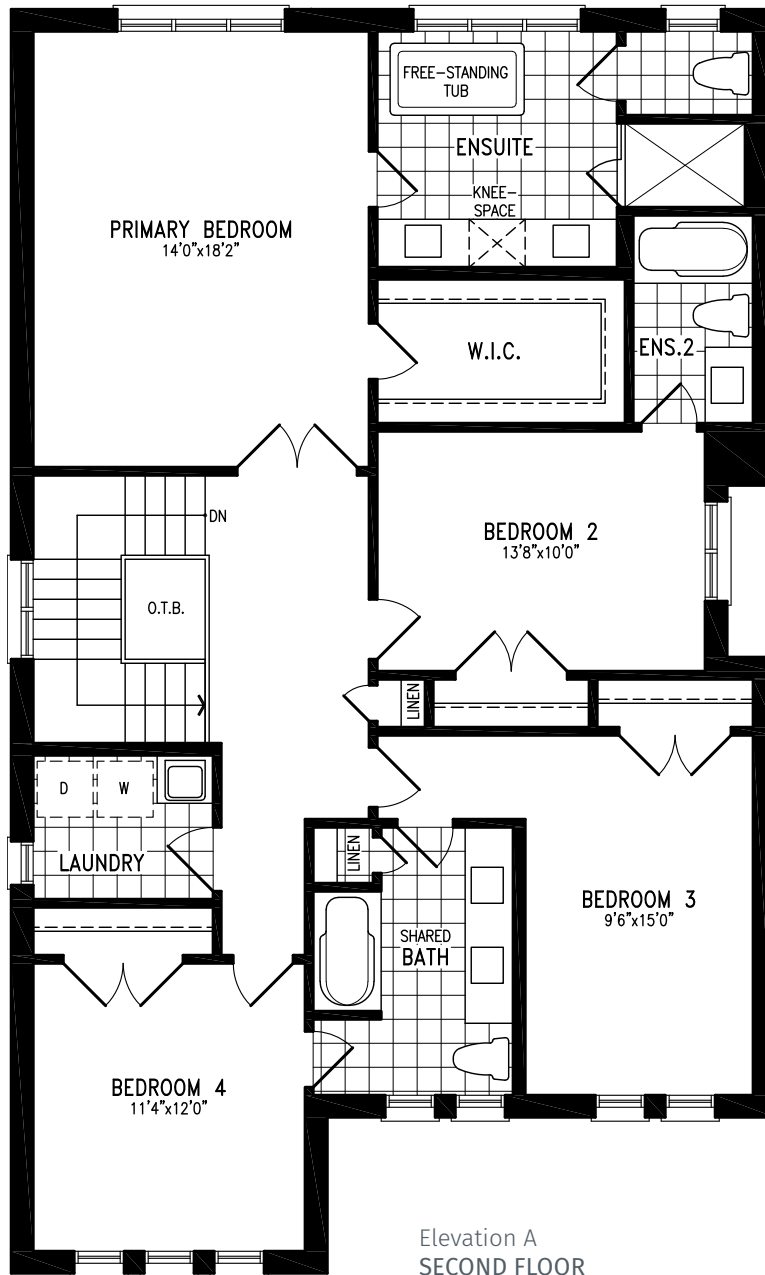 FREE-STANDING
TUB
ENSUITE
KNEE-
SPACE
PRIMARY BEDROOM
14'0"x18'2"
W.I.C.
ENS.2
DN
BEDROOM 2
13'8"x10'0"
O.T.B.
LINEN
D
W
LAUNDRY
LINEN
BEDROOM 3
9'6"x15'0"
SHARED
BATH
BEDROOM 4
11'4"x12'0"
Elevation A
SECOND FLOOR